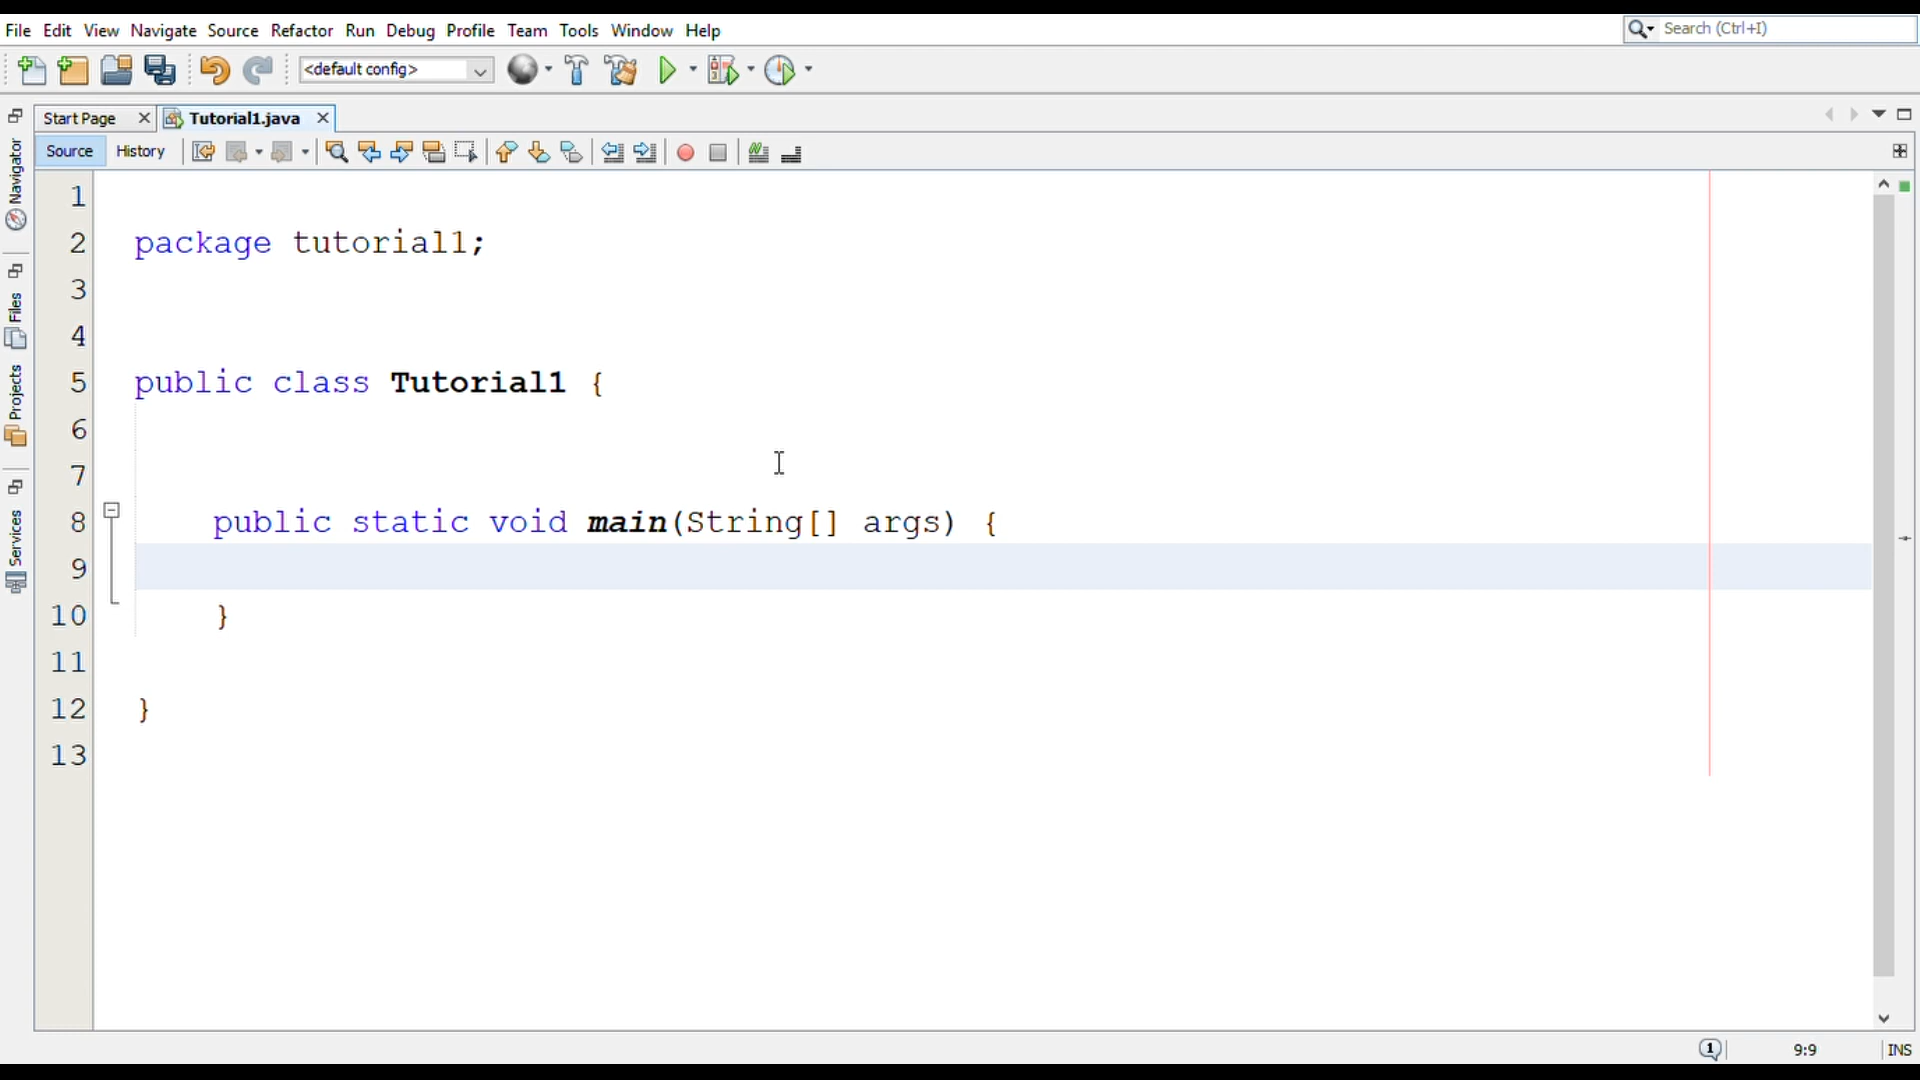 File Edit View Navigate Source Refactor Run Debug Profile Team Tools Window Help
Search (Ctrl+I)
<default config>
Start Page
Tutorial1.java
Source History
Navigator
Files
Projects
Services
1
2 package tutorial1;
3
4
5 public class Tutorial1 {
6
7
8 public static void main(String[] args) {
9
10 }
11
12 }
13
1 9:9 INS